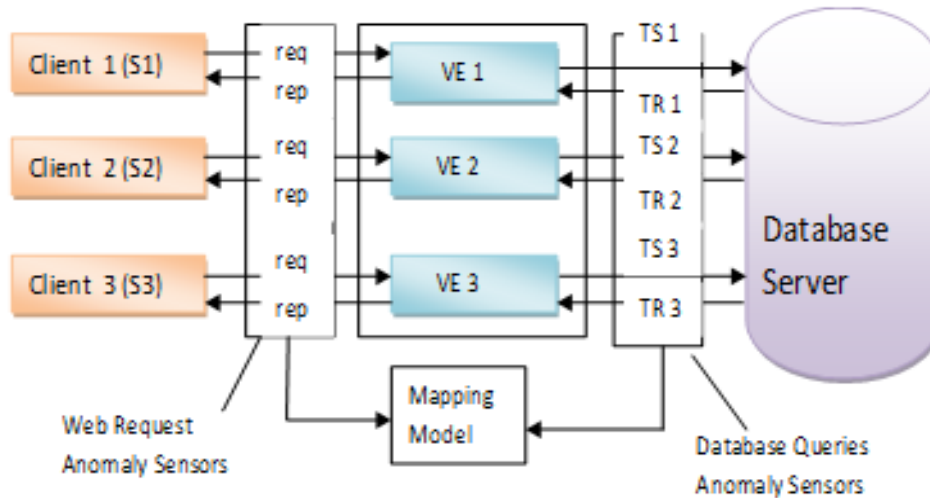 Client 1 (S1)
req
rep
VE 1
TS 1
TR 1
Client 2 (S2)
req
rep
VE 2
TS 2
TR 2
Client 3 (S3)
req
rep
VE 3
TS 3
TR 3
Database
Server
Mapping
Model
Web Request
Anomaly Sensors
Database Queries
Anomaly Sensors